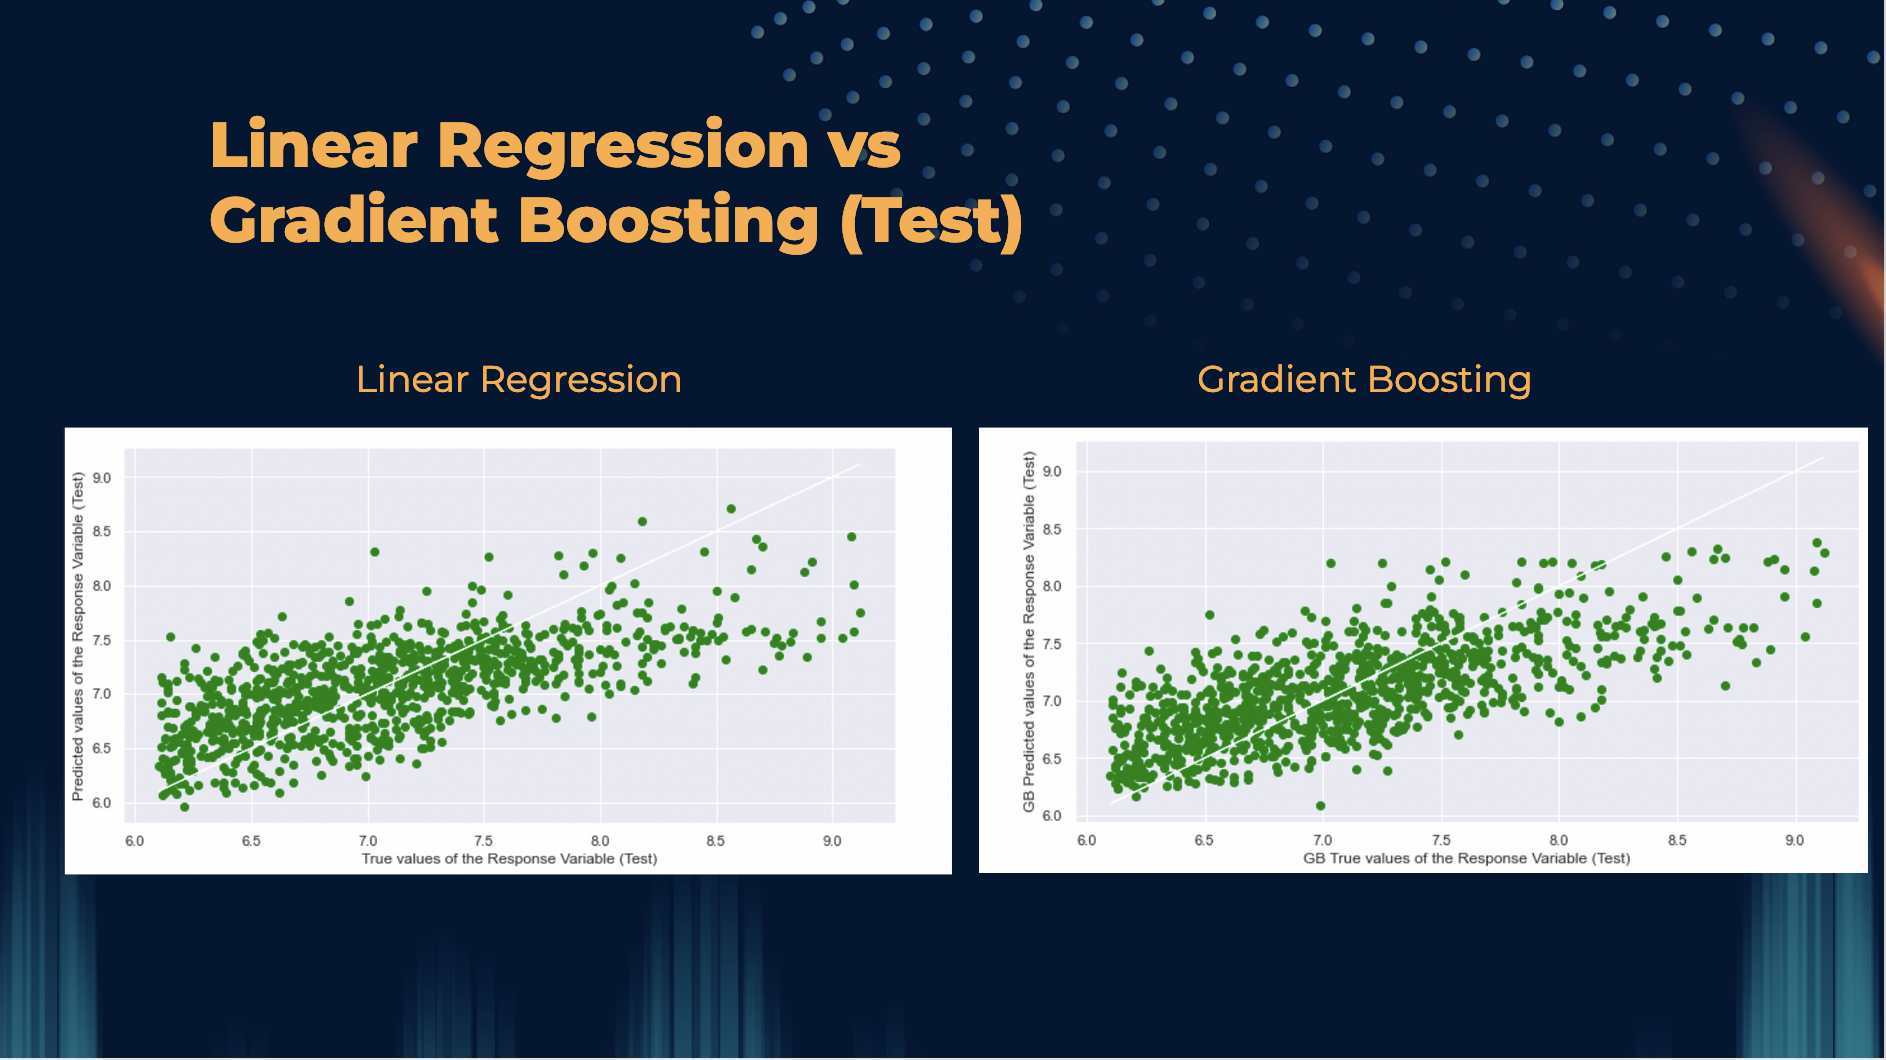 Linear Regression vs
Gradient Boosting (Test)
Linear Regression
Gradient Boosting
Predicted values of the Response Variable (Test)
9.0
8.5
8.0
7.5
7.0
6.5
6.0
6.0 6.5 7.0 7.5 8.0 8.5 9.0
True values of the Response Variable (Test)
GB Predicted values of the Response Variable (Test)
9.0
8.5
8.0
7.5
7.0
6.5
6.0
6.0 6.5 7.0 7.5 8.0 8.5 9.0
GB True values of the Response Variable (Test)